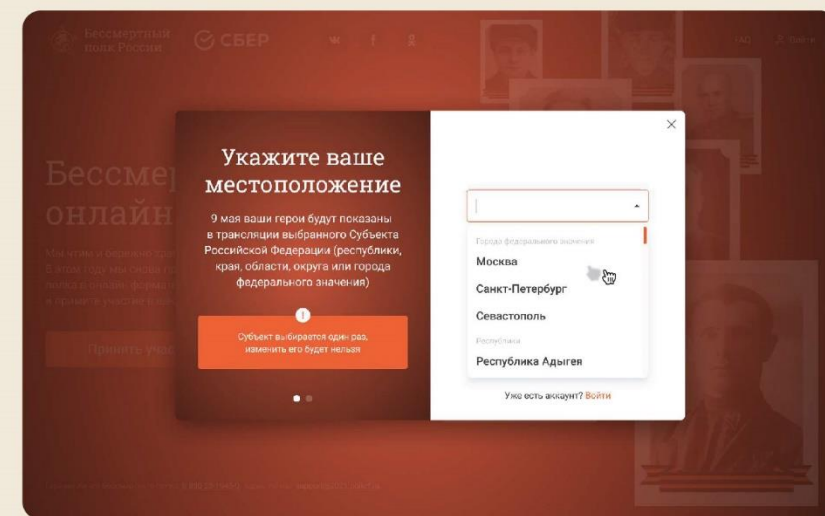 Бессмертный
полк России
СБЕР
FAQ
Войти
Бессмер
онлайн
Принять учас
Укажите ваше
местоположение
9 мая ваши герои будут показаны
в трансляции выбранного Субъекта
Российской Федерации (республики,
края, области, округа или города
федерального значения)
Субъект выбирается один раз,
изменить его будет нельзя
Города федерального значения
Москва
Санкт-Петербург
Севастополь
Республики
Республика Адыгея
Уже есть аккаунт? Войти